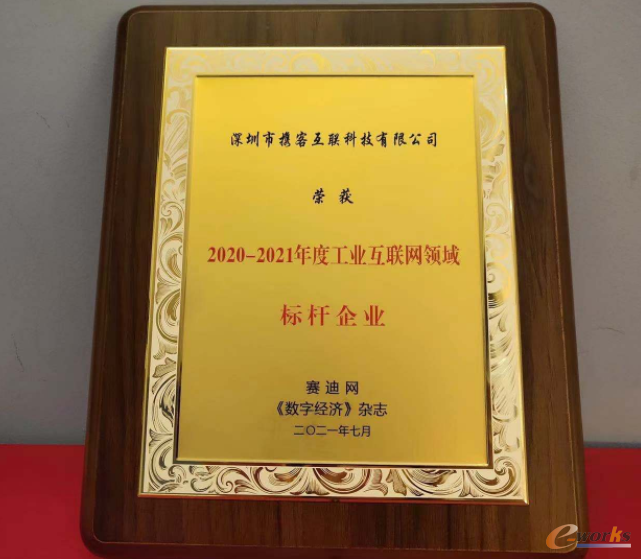 深圳市携客互联科技有限公司
荣获
2020-2021年度工业互联网领域
标杆企业
赛迪网
《数字经济》杂志
二〇二一年七月
e-works